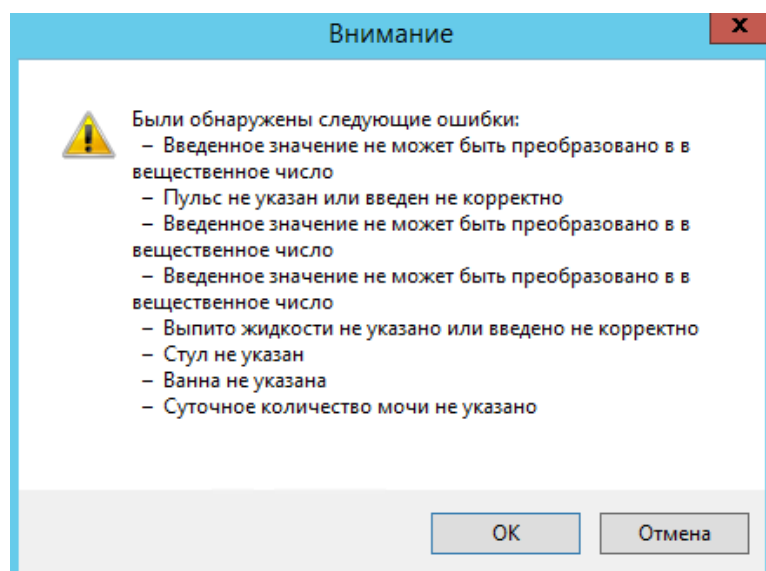 Внимание
x
Были обнаружены следующие ошибки:
– Введенное значение не может быть преобразовано в в
вещественное число
– Пульс не указан или введен не корректно
– Введенное значение не может быть преобразовано в в
вещественное число
– Введенное значение не может быть преобразовано в в
вещественное число
– Выпито жидкости не указано или введено не корректно
– Стул не указан
– Ванна не указана
– Суточное количество мочи не указано
ОК
Отмена